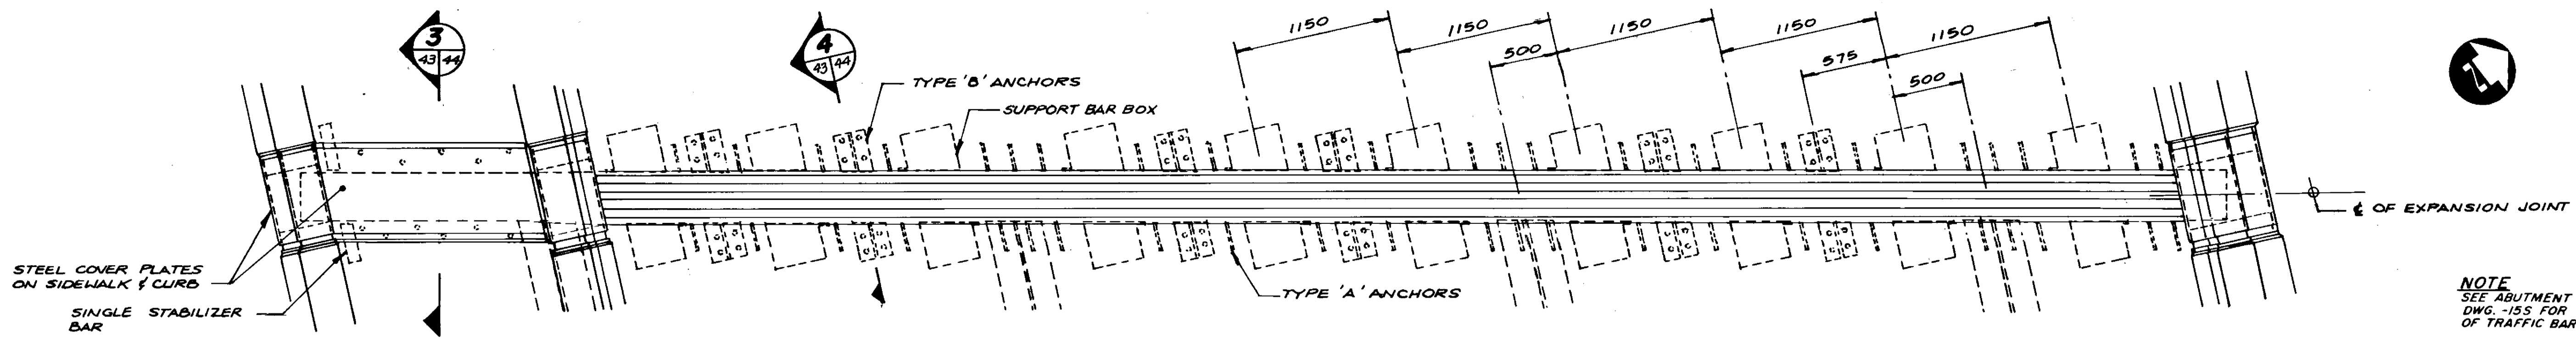 3
43 44
4
43 44
1150
1150
1150
1150
1150
500
575
500
TYPE 'B' ANCHORS
SUPPORT BAR BOX
N
℄ OF EXPANSION JOINT
STEEL COVER PLATES
ON SIDEWALK & CURB
SINGLE STABILIZER
BAR
TYPE 'A' ANCHORS
NOTE
SEE ABUTMENT
DWG. -155 FOR
OF TRAFFIC BAR